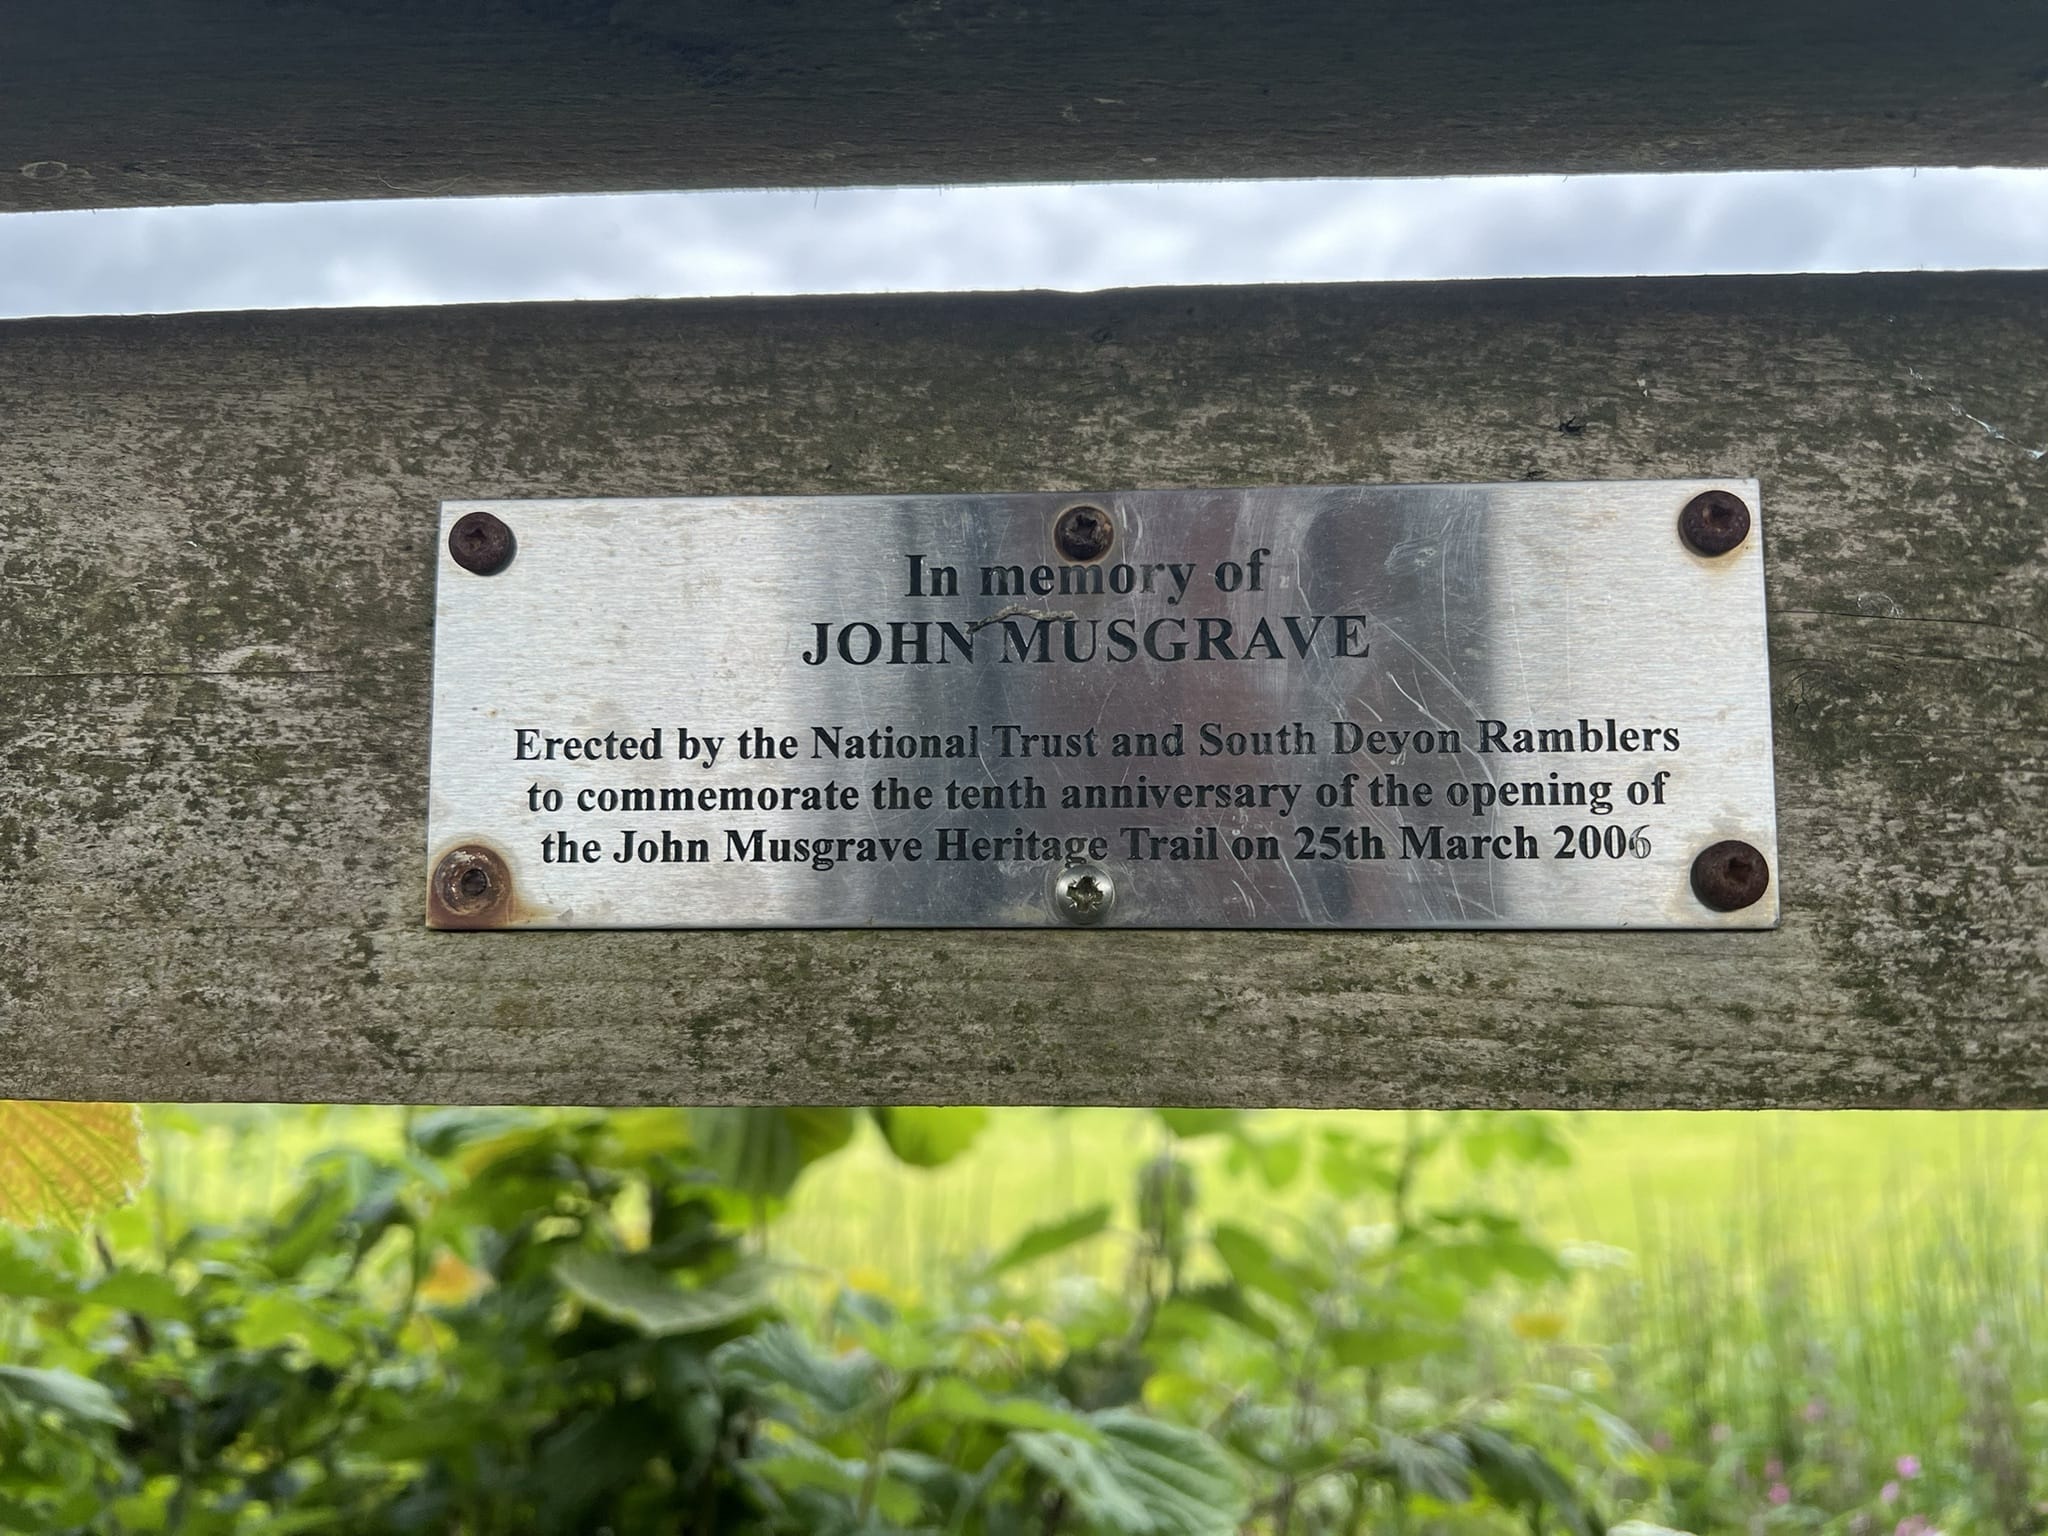 In memory of
JOHN MUSGRAVE
Erected by the National Trust and South Devon Ramblers
to commemorate the tenth anniversary of the opening of
the John Musgrave Heritage Trail on 25th March 2006